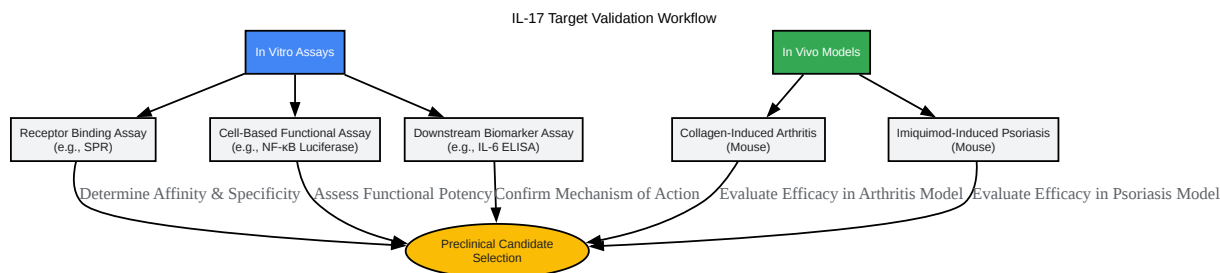 IL-17 Target Validation Workflow
In Vitro Assays
In Vivo Models
Receptor Binding Assay
(e.g., SPR)
Cell-Based Functional Assay
(e.g., NF-κB Luciferase)
Downstream Biomarker Assay
(e.g., IL-6 ELISA)
Collagen-Induced Arthritis
(Mouse)
Imiquimod-Induced Psoriasis
(Mouse)
Determine Affinity & Specificity
Assess Functional Potency
Confirm Mechanism of Action
Evaluate Efficacy in Arthritis Model
Evaluate Efficacy in Psoriasis Model
Preclinical Candidate
Selection